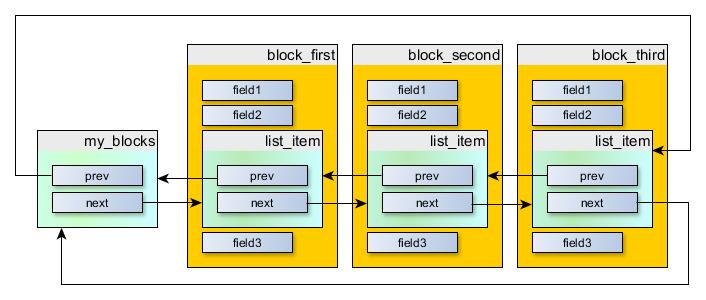 block_first block_second block_third
field1 field1 field1
field2 field2 field2
my_blocks list_item list_item list_item
prev prev prev prev
next next next next
field3 field3 field3